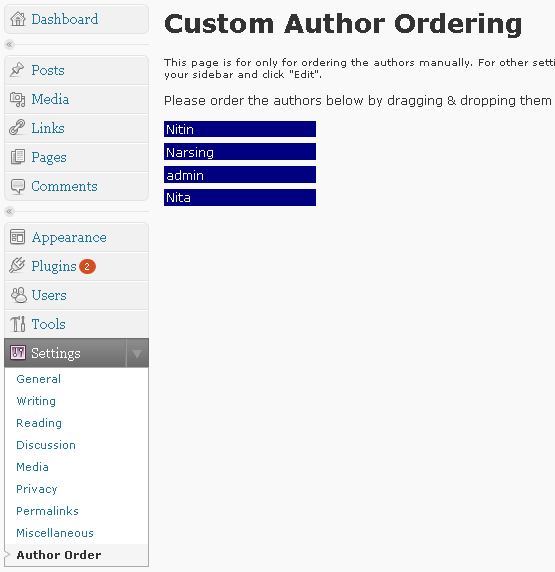 Dashboard
Posts
Media
Links
Pages
Comments
Appearance
Plugins 2
Users
Tools
Settings
General
Writing
Reading
Discussion
Media
Privacy
Permalinks
Miscellaneous
Author Order
Custom Author Ordering
This page is for only for ordering the authors manually. For other
your sidebar and click "Edit".
Please order the authors below by dragging & dropping them
Nitin
Narsing
admin
Nita